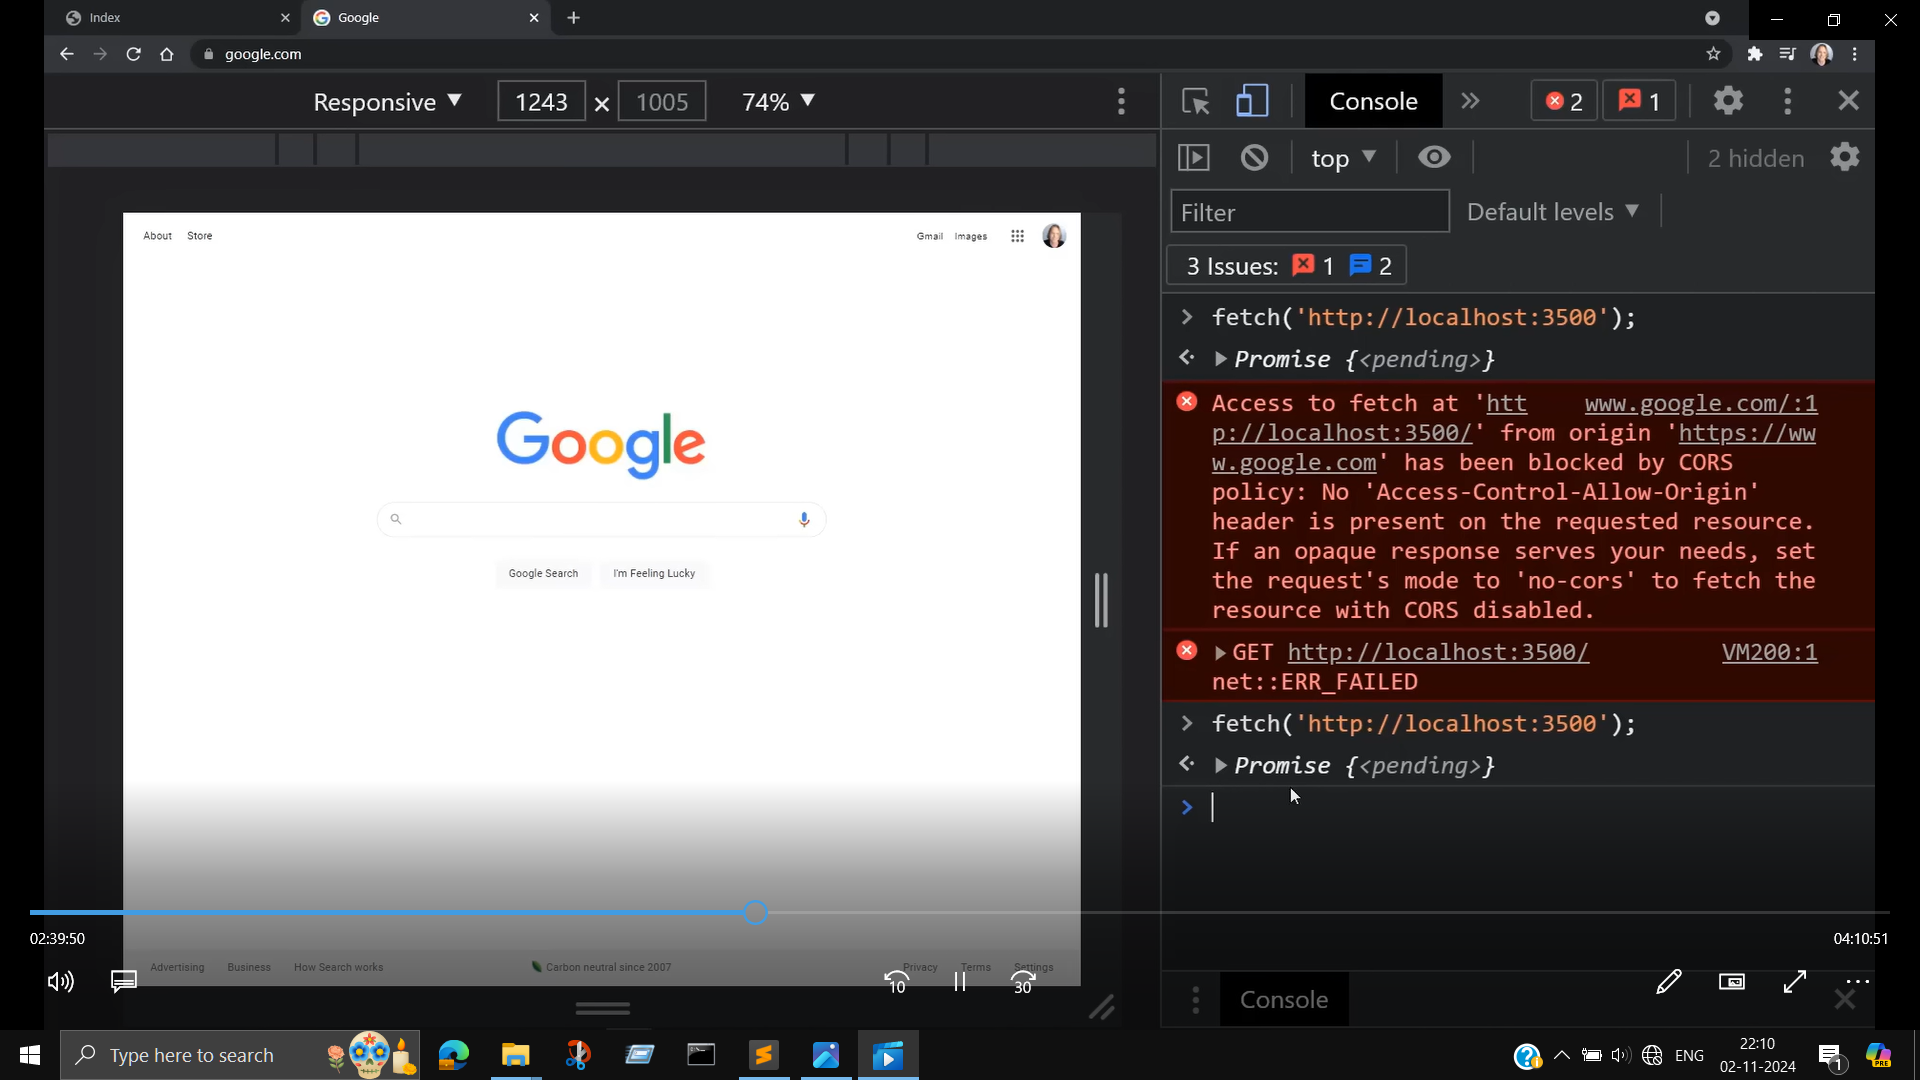 Index
Google
google.com
Responsive
1243 × 1005
74%
Console
2
1
top
2 hidden
Filter
Default levels
3 Issues: 1 2
About Store
Gmail Images
Google
Google Search I'm Feeling Lucky
> fetch('http://localhost:3500');
Promise {<pending>}
Access to fetch at 'htt www.google.com/:1
p://localhost:3500/' from origin 'https://ww
w.google.com' has been blocked by CORS
policy: No 'Access-Control-Allow-Origin'
header is present on the requested resource.
If an opaque response serves your needs, set
the request's mode to 'no-cors' to fetch the
resource with CORS disabled.
GET http://localhost:3500/ VM200:1
net::ERR_FAILED
> fetch('http://localhost:3500');
Promise {<pending>}
>
02:39:50
04:10:51
Advertising Business How Search works
Carbon neutral since 2007
Privacy Terms Settings
10
30
Console
Type here to search
ENG
22:10
02-11-2024
1
PRE